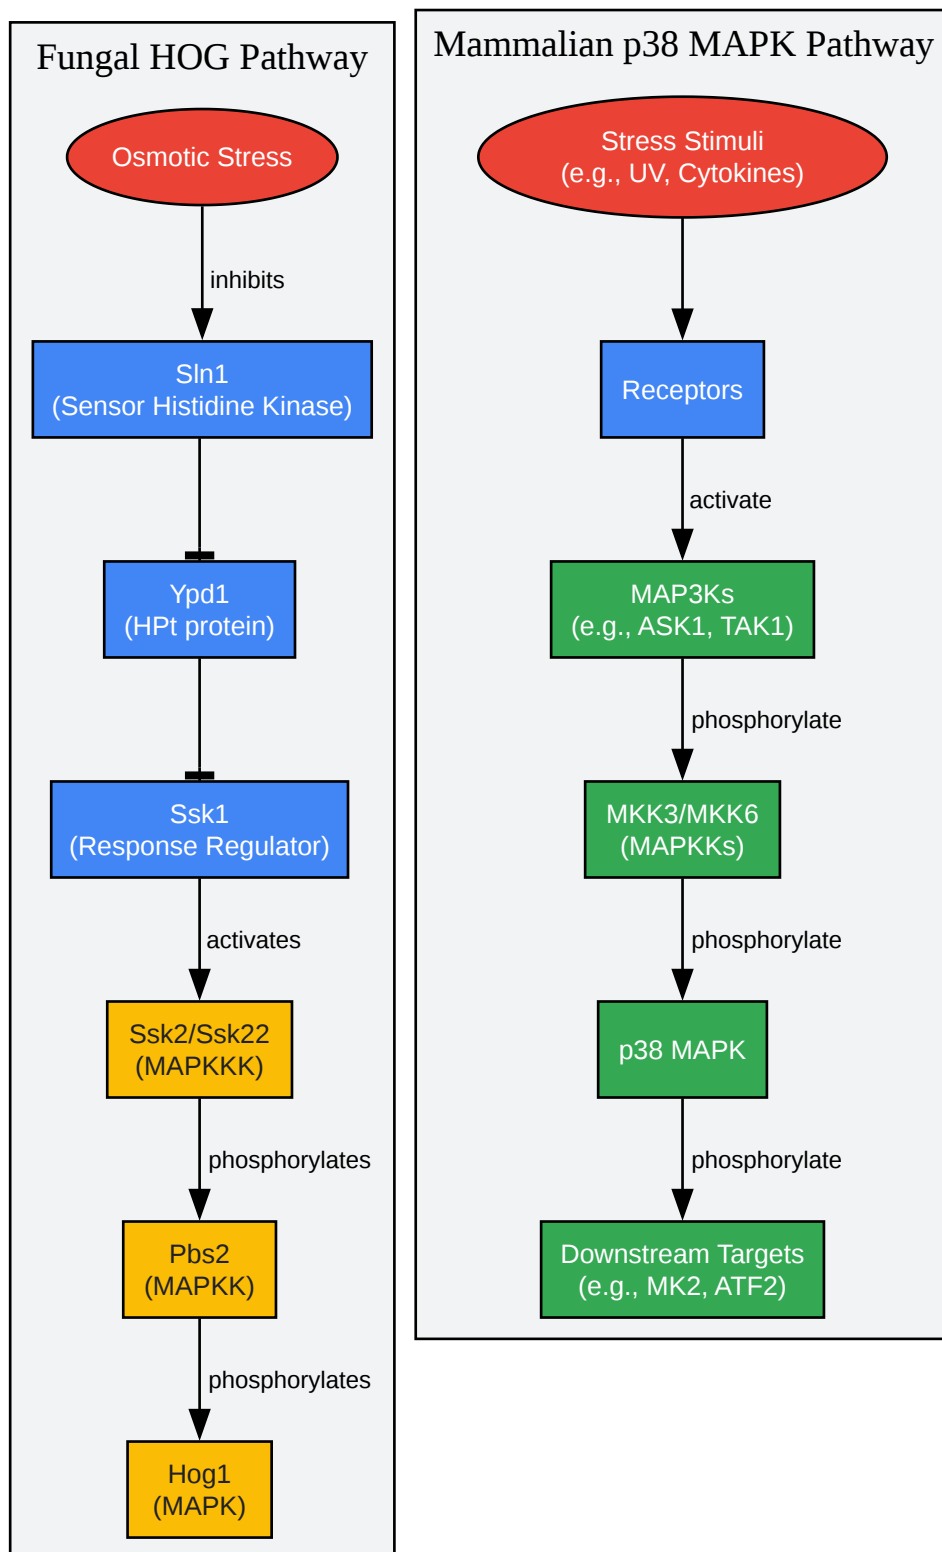 Fungal HOG Pathway
Osmotic Stress
inhibits
Sln1
(Sensor Histidine Kinase)
Ypd1
(HPt protein)
Ssk1
(Response Regulator)
activates
Ssk2/Ssk22
(MAPKKK)
phosphorylates
Pbs2
(MAPKK)
phosphorylates
Hog1
(MAPK)
Mammalian p38 MAPK Pathway
Stress Stimuli
(e.g., UV, Cytokines)
Receptors
activate
MAP3Ks
(e.g., ASK1, TAK1)
phosphorylate
MKK3/MKK6
(MAPKKs)
phosphorylate
p38 MAPK
phosphorylate
Downstream Targets
(e.g., MK2, ATF2)